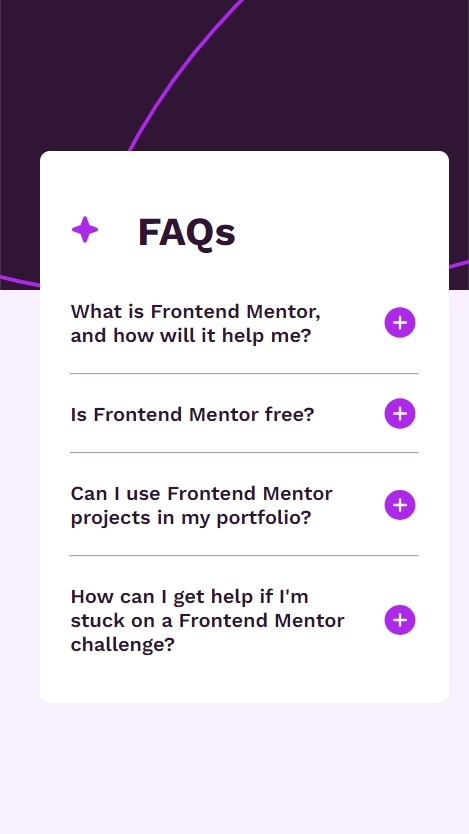 FAQs
What is Frontend Mentor,
and how will it help me?
Is Frontend Mentor free?
Can I use Frontend Mentor
projects in my portfolio?
How can I get help if I'm
stuck on a Frontend Mentor
challenge?